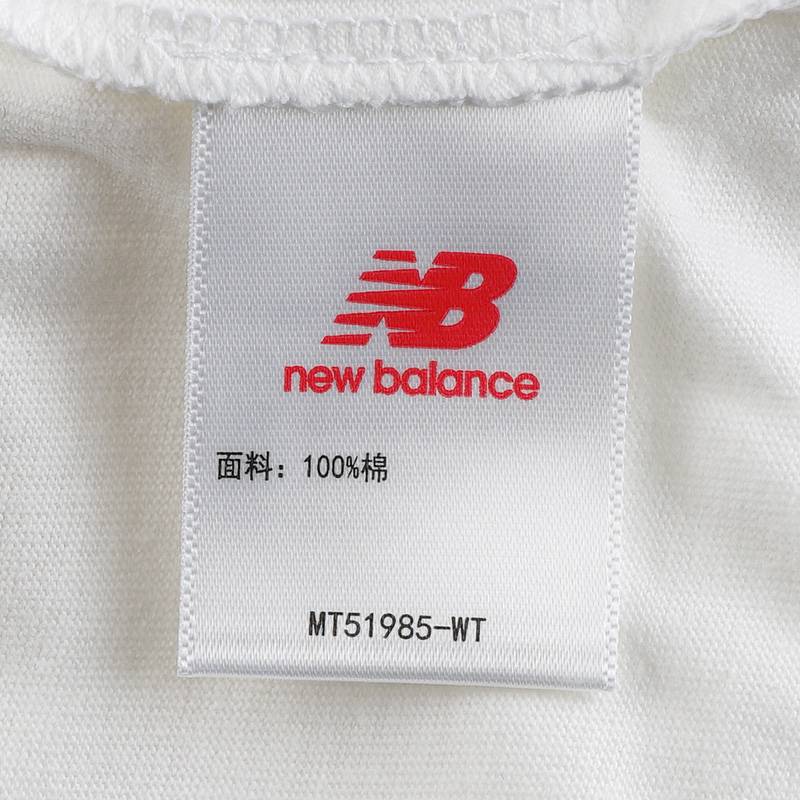 NB
new balance
面料：100%棉
MT51985-WT